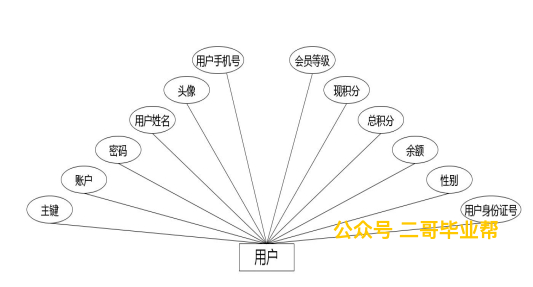 用户手机号
会员等级
头像
现积分
用户姓名
总积分
密码
余额
账户
性别
主键
用户身份证号
公众号 二哥毕业帮
用户